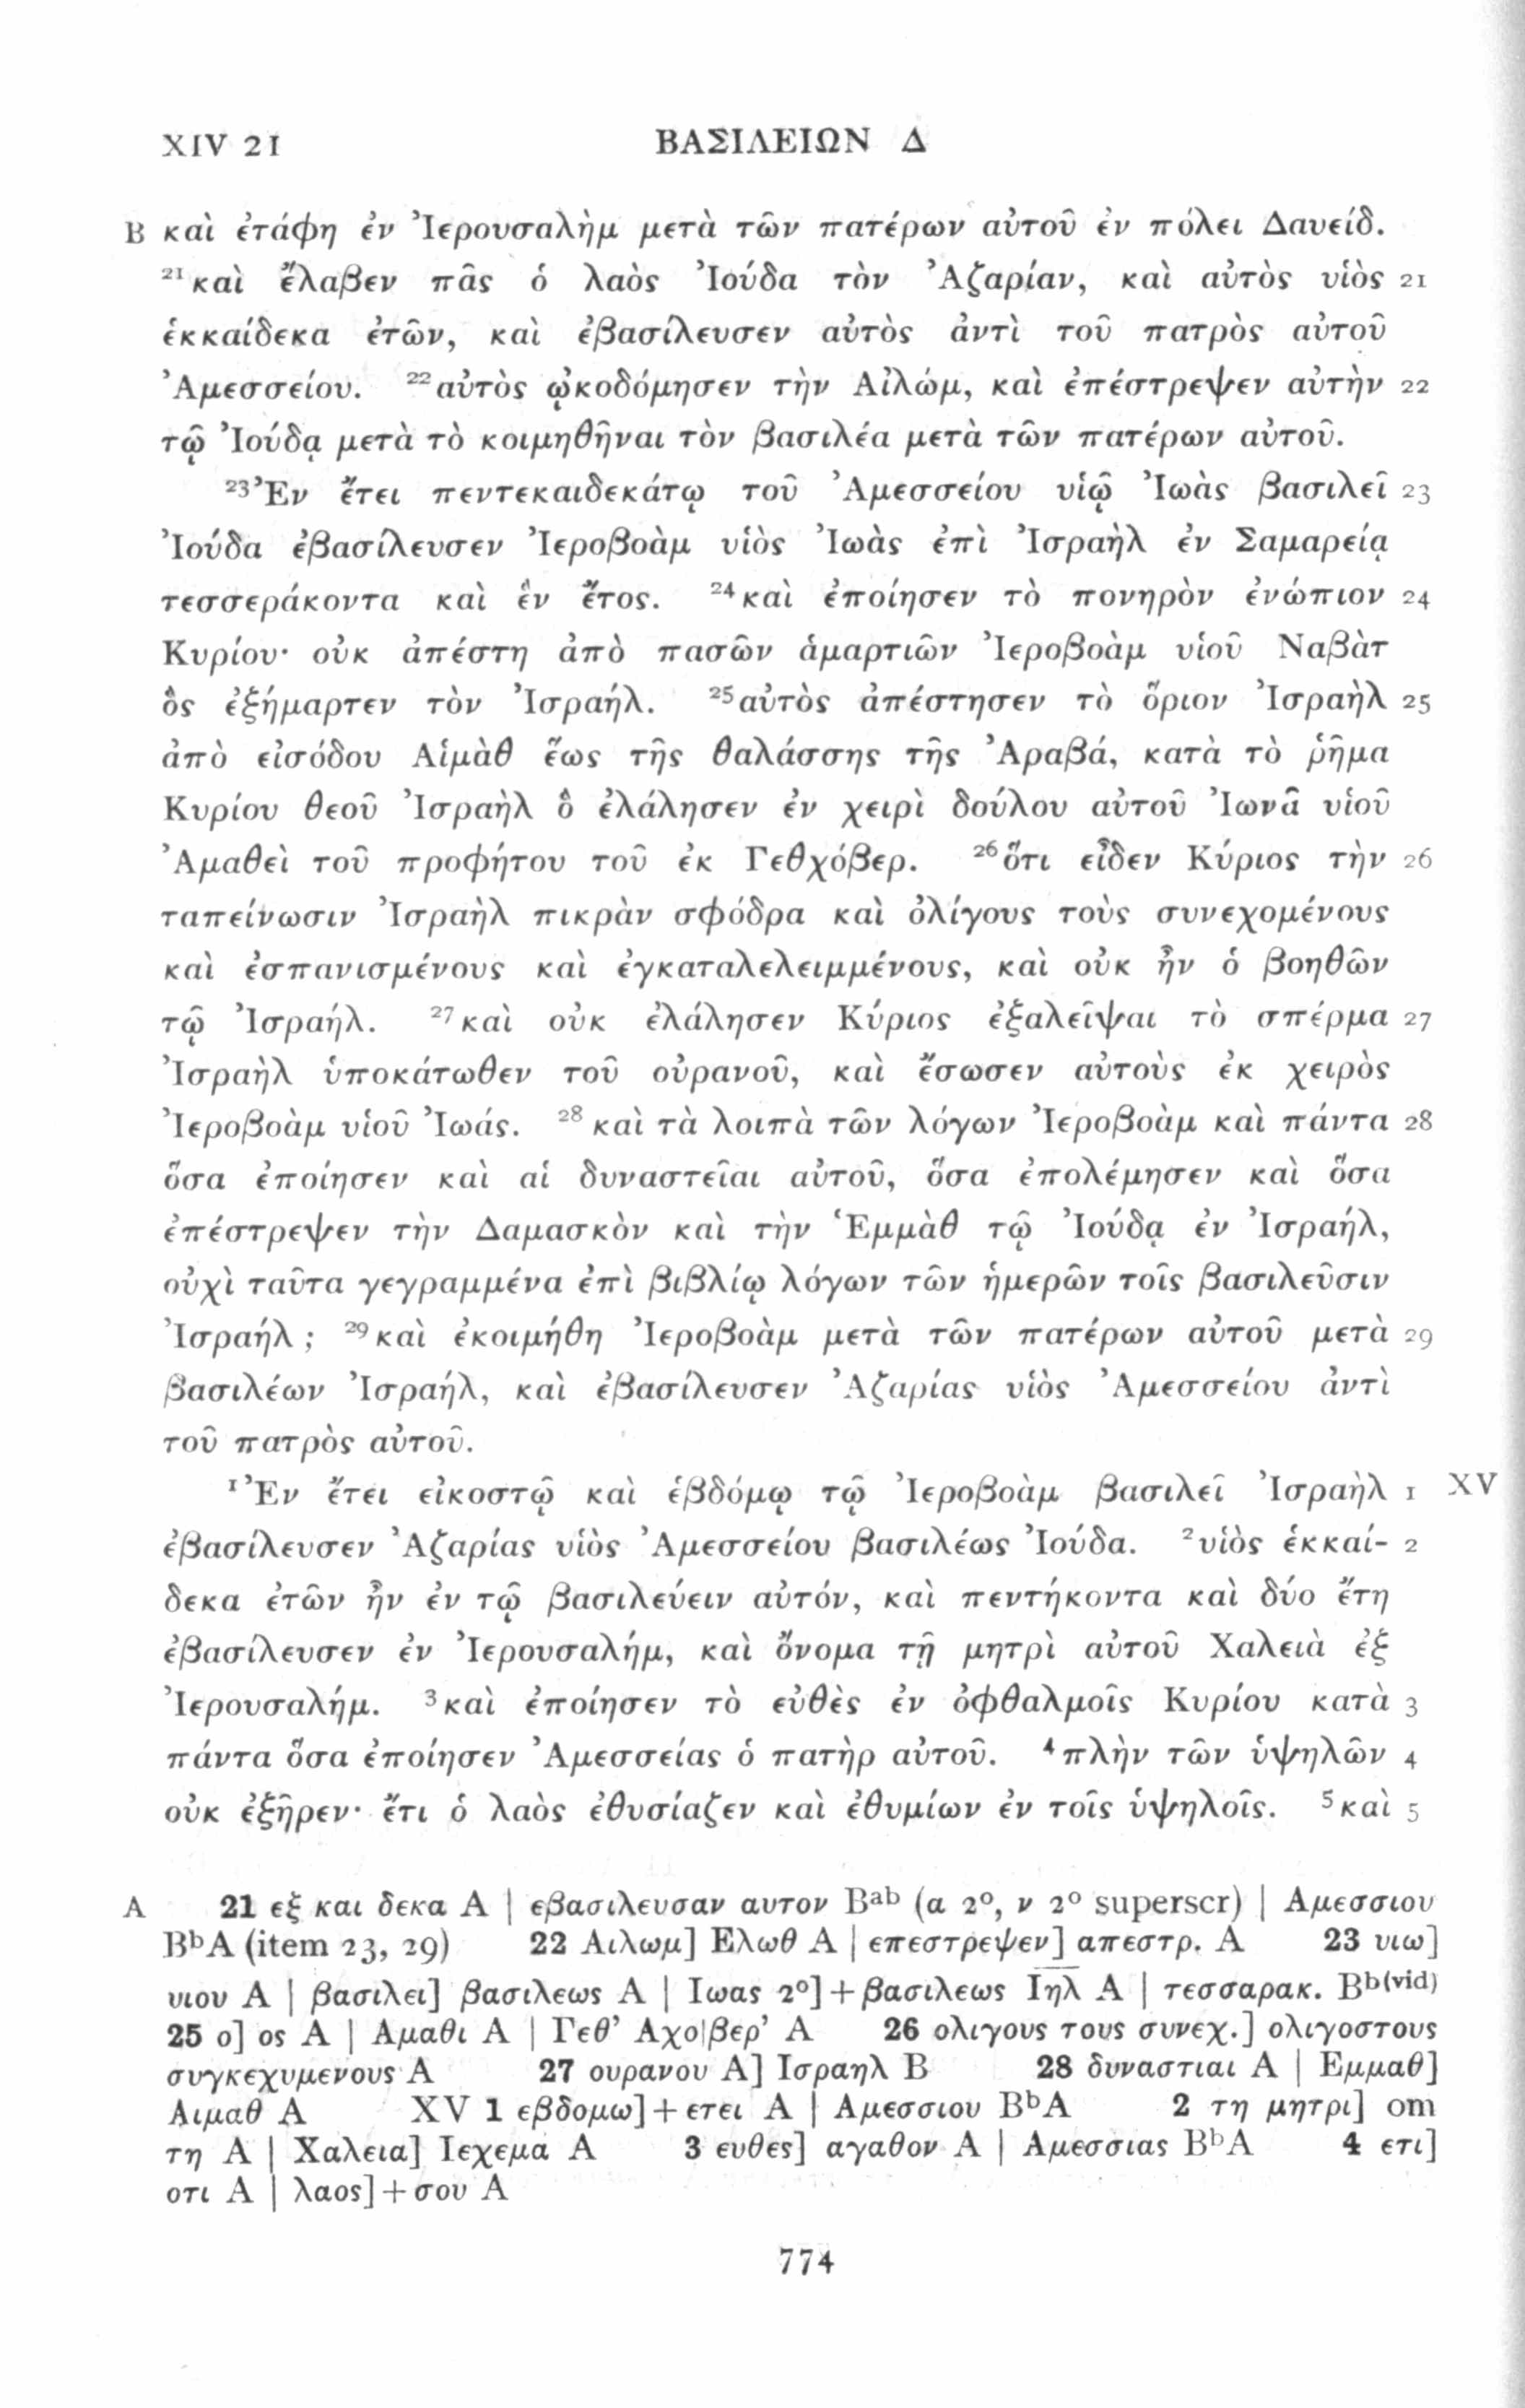 XIV 21 ΒΑΣΙΛΕΙΩΝ Δ
B καὶ ἐτάφη ἐν Ἰερουσαλὴμ μετὰ τῶν πατέρων αὐτοῦ ἐν πόλει Δαυείδ.
²¹καὶ ἔλαβεν πᾶς ὁ λαὸς Ἰούδα τὸν Ἀζαρίαν, καὶ αὐτὸς υἱὸς 21
ἑκκαίδεκα ἐτῶν, καὶ ἐβασίλευσεν αὐτὸς ἀντὶ τοῦ πατρὸς αὐτοῦ
Ἀμεσσείου. ²²αὐτὸς ᾠκοδόμησεν τὴν Αἰλώμ, καὶ ἐπέστρεψεν αὐτὴν 22
τῷ Ἰούδᾳ μετὰ τὸ κοιμηθῆναι τὸν βασιλέα μετὰ τῶν πατέρων αὐτοῦ.
²³Ἐν ἔτει πεντεκαιδεκάτῳ τοῦ Ἀμεσσείου υἱῷ Ἰωὰς βασιλεῖ 23
Ἰούδα ἐβασίλευσεν Ἰεροβοὰμ υἱὸς Ἰωὰς ἐπὶ Ἰσραὴλ ἐν Σαμαρείᾳ
τεσσεράκοντα καὶ ἓν ἔτος. ²⁴καὶ ἐποίησεν τὸ πονηρὸν ἐνώπιον 24
Κυρίου· οὐκ ἀπέστη ἀπὸ πασῶν ἁμαρτιῶν Ἰεροβοὰμ υἱοῦ Ναβὰτ
ὃς ἐξήμαρτεν τὸν Ἰσραήλ. ²⁵αὐτὸς ἀπέστησεν τὸ ὅριον Ἰσραὴλ 25
ἀπὸ εἰσόδου Αἱμὰθ ἕως τῆς θαλάσσης τῆς Ἀραβά, κατὰ τὸ ῥῆμα
Κυρίου θεοῦ Ἰσραὴλ ὃ ἐλάλησεν ἐν χειρὶ δούλου αὐτοῦ Ἰωνᾶ υἱοῦ
Ἀμαθεὶ τοῦ προφήτου τοῦ ἐκ Γεθχόβερ. ²⁶ὅτι εἶδεν Κύριος τὴν 26
ταπείνωσιν Ἰσραὴλ πικρὰν σφόδρα καὶ ὀλίγους τοὺς συνεχομένους
καὶ ἐσπανισμένους καὶ ἐγκαταλελειμμένους, καὶ οὐκ ἦν ὁ βοηθῶν
τῷ Ἰσραήλ. ²⁷καὶ οὐκ ἐλάλησεν Κύριος ἐξαλεῖψαι τὸ σπέρμα 27
Ἰσραὴλ ὑποκάτωθεν τοῦ οὐρανοῦ, καὶ ἔσωσεν αὐτοὺς ἐκ χειρὸς
Ἰεροβοὰμ υἱοῦ Ἰωάς. ²⁸καὶ τὰ λοιπὰ τῶν λόγων Ἰεροβοὰμ καὶ πάντα 28
ὅσα ἐποίησεν καὶ αἱ δυναστεῖαι αὐτοῦ, ὅσα ἐπολέμησεν καὶ ὅσα
ἐπέστρεψεν τὴν Δαμασκὸν καὶ τὴν Ἑμμὰθ τῷ Ἰούδᾳ ἐν Ἰσραήλ,
οὐχὶ ταῦτα γεγραμμένα ἐπὶ βιβλίῳ λόγων τῶν ἡμερῶν τοῖς βασιλεῦσιν
Ἰσραήλ ; ²⁹καὶ ἐκοιμήθη Ἰεροβοὰμ μετὰ τῶν πατέρων αὐτοῦ μετὰ 29
βασιλέων Ἰσραήλ, καὶ ἐβασίλευσεν Ἀζαρίας υἱὸς Ἀμεσσείου ἀντὶ
τοῦ πατρὸς αὐτοῦ.
¹Ἐν ἔτει εἰκοστῷ καὶ ἑβδόμῳ τῷ Ἰεροβοὰμ βασιλεῖ Ἰσραὴλ 1 XV
ἐβασίλευσεν Ἀζαρίας υἱὸς Ἀμεσσείου βασιλέως Ἰούδα. ²υἱὸς ἑκκαί- 2
δεκα ἐτῶν ἦν ἐν τῷ βασιλεύειν αὐτόν, καὶ πεντήκοντα καὶ δύο ἔτη
ἐβασίλευσεν ἐν Ἰερουσαλήμ, καὶ ὄνομα τῇ μητρὶ αὐτοῦ Χαλειὰ ἐξ
Ἰερουσαλήμ. ³καὶ ἐποίησεν τὸ εὐθὲς ἐν ὀφθαλμοῖς Κυρίου κατὰ 3
πάντα ὅσα ἐποίησεν Ἀμεσσείας ὁ πατὴρ αὐτοῦ. ⁴πλὴν τῶν ὑψηλῶν 4
οὐκ ἐξῆρεν· ἔτι ὁ λαὸς ἐθυσίαζεν καὶ ἐθυμίων ἐν τοῖς ὑψηλοῖς. ⁵καὶ 5
A 21 εξ και δεκα A | εβασιλευσαν αυτον Bᵃᵇ (α 2º, ν 2º superscr) | Αμεσσιου
BᵇA (item 23, 29) 22 Αιλωμ] Ελωθ A | επεστρεψεν] απεστρ. A 23 υιω]
υιου A | βασιλει] βασιλεως A | Ιωας 2º] + βασιλεως Ιη̅λ̅ A | τεσσαρακ. Bᵇ⁽ᵛⁱᵈ⁾
25 ο] ος A | Αμαθι A | Γεθ’ Αχο|βερ’ A 26 ολιγους τους συνεχ.] ολιγοστους
συγκεχυμενους A 27 ουρανου A] Ισραηλ B 28 δυναστιαι A | Εμμαθ]
Αιμαθ A XV 1 εβδομω] + ετει A | Αμεσσιου BᵇA 2 τη μητρι] om
τη A | Χαλεια] Ιεχεμα A 3 ευθες] αγαθον A | Αμεσσιας BᵇA 4 ετι]
οτι A | λαος] + σου A
774